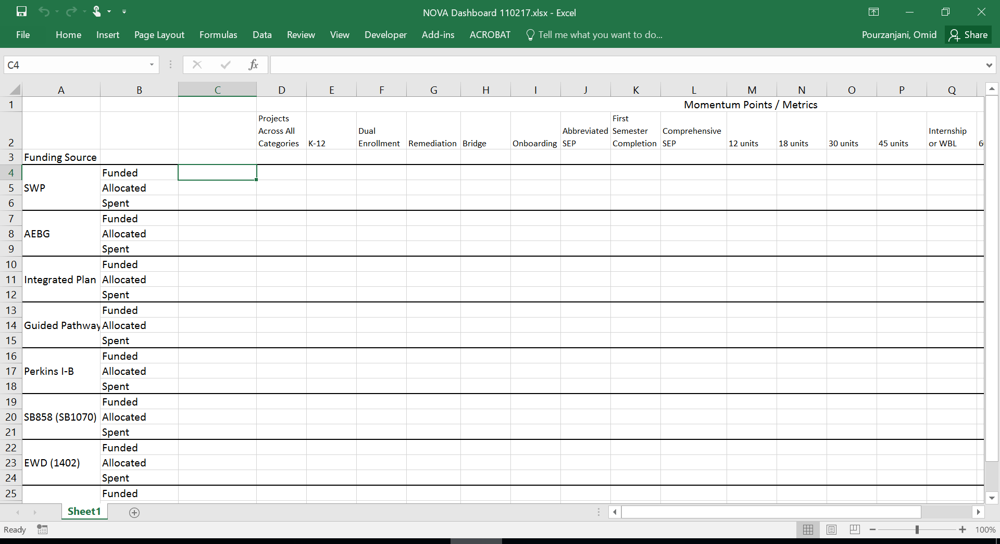 NOVA Dashboard 110217.xlsx - Excel
File Home Insert Page Layout Formulas Data Review View Developer Add-ins ACROBAT Tell me what you want to do... Pourzanjani, Omid Share
C4 fx
A B C D E F G H I J K L M N O P Q
1 Momentum Points / Metrics
Projects First
Across All Dual Abbreviated Semester Comprehensive Internship
2 Categories K-12 Enrollment Remediation Bridge Onboarding SEP Completion SEP 12 units 18 units 30 units 45 units or WBL 6
3 Funding Source
4 Funded
5 SWP Allocated
6 Spent
7 Funded
8 AEBG Allocated
9 Spent
10 Funded
11 Integrated Plan Allocated
12 Spent
13 Funded
14 Guided Pathway Allocated
15 Spent
16 Funded
17 Perkins I-B Allocated
18 Spent
19 Funded
20 SB858 (SB1070) Allocated
21 Spent
22 Funded
23 EWD (1402) Allocated
24 Spent
25 Funded
Sheet1
Ready 100%